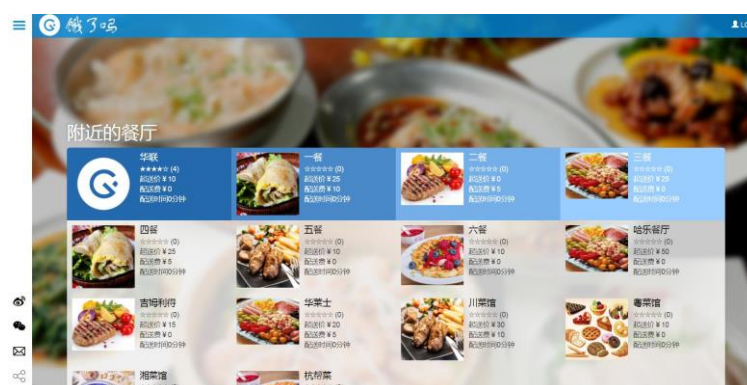 饿了吗
LO
附近的餐厅
华联
★★★★☆ (4)
起送价 ¥ 10
配送费 ¥ 0
配送时间0分钟
一餐
☆☆☆☆☆ (0)
起送价 ¥ 25
配送费 ¥ 10
配送时间0分钟
二餐
☆☆☆☆☆ (0)
起送价 ¥ 0
配送费 ¥ 5
配送时间0分钟
三餐
☆☆☆☆☆ (0)
起送价 ¥ 25
配送费 ¥ 0
配送时间0分钟
四餐
☆☆☆☆☆ (0)
起送价 ¥ 25
配送费 ¥ 5
配送时间0分钟
五餐
☆☆☆☆☆ (0)
起送价 ¥ 10
配送费 ¥ 0
配送时间0分钟
六餐
☆☆☆☆☆ (0)
起送价 ¥ 10
配送费 ¥ 0
配送时间0分钟
哈乐餐厅
☆☆☆☆☆ (0)
起送价 ¥ 50
配送费 ¥ 0
配送时间0分钟
吉姆利得
☆☆☆☆☆ (0)
起送价 ¥ 15
配送费 ¥ 0
配送时间0分钟
华莱士
☆☆☆☆☆ (0)
起送价 ¥ 20
配送费 ¥ 5
配送时间0分钟
川菜馆
☆☆☆☆☆ (0)
起送价 ¥ 30
配送费 ¥ 10
配送时间0分钟
粤菜馆
☆☆☆☆☆ (0)
起送价 ¥ 10
配送费 ¥ 0
配送时间0分钟
湘菜馆
杭帮菜